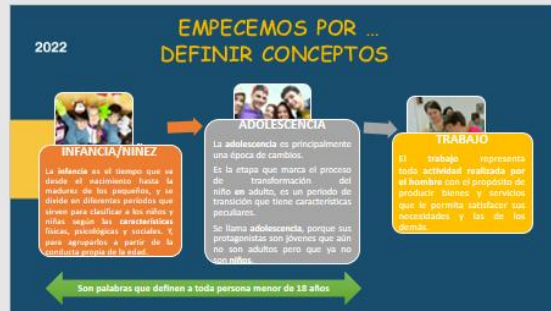 EMPECEMOS POR ...
DEFINIR CONCEPTOS
2022
INFANCIA/NIÑEZ
La infancia es el tiempo que va
desde el nacimiento hasta la
madurez de los pequeños, y se
divide en diferentes periodos que
sirven para clasificar a los niños y
niñas según las características
físicas, psicológicas y sociales. Y,
para agruparlos a partir de la
conducta propia de la edad.
ADOLESCENCIA
La adolescencia es principalmente
una época de cambios.
Es la etapa que marca el proceso
de transformación del
niño en adulto, es un periodo de
transición que tiene características
peculiares.
Se llama adolescencia, porque sus
protagonistas son jóvenes que aún
no son adultos pero que ya no
son niños.
TRABAJO
El trabajo representa
toda actividad realizada por
el hombre con el propósito de
producir bienes y servicios
que le permita satisfacer sus
necesidades y las de los
demás.
Son palabras que definen a toda persona menor de 18 años